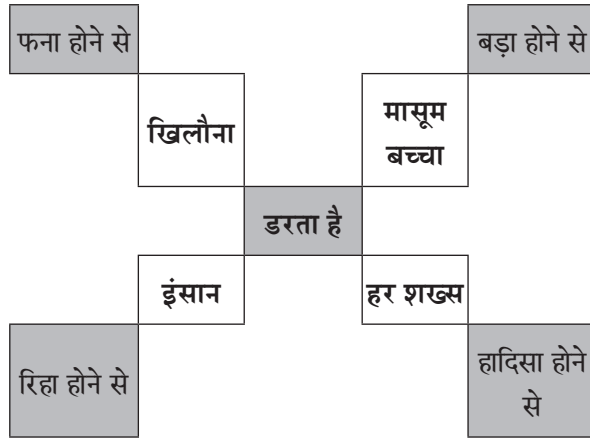 फना होने से
बड़ा होने से
खिलौना
मासूम
बच्चा
डरता है
इंसान
हर शख्स
रिहा होने से
हादिसा होने
से